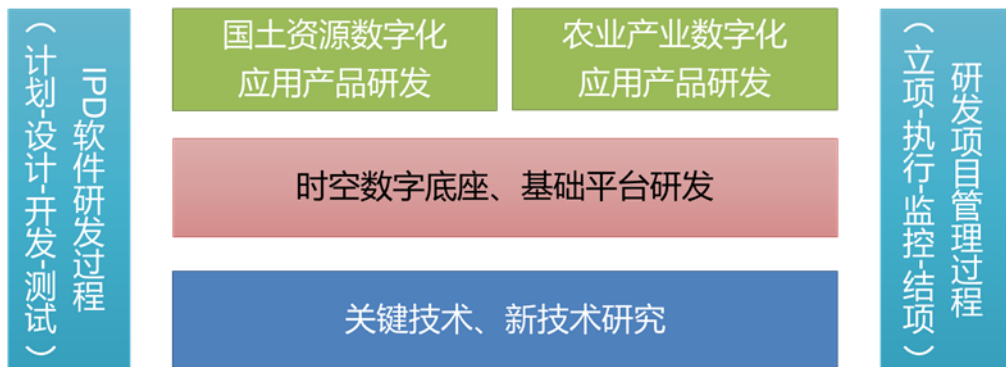 IPD软件研发过程
（计划-设计-开发-测试）
国土资源数字化
应用产品研发
农业产业数字化
应用产品研发
时空数字底座、基础平台研发
关键技术、新技术研究
研发项目管理过程
（立项-执行-监控-结项）